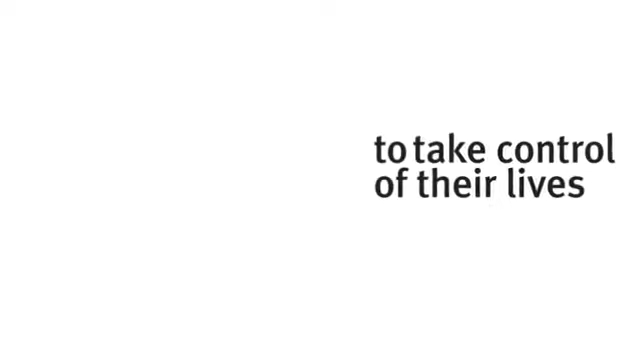 to take control
of their lives